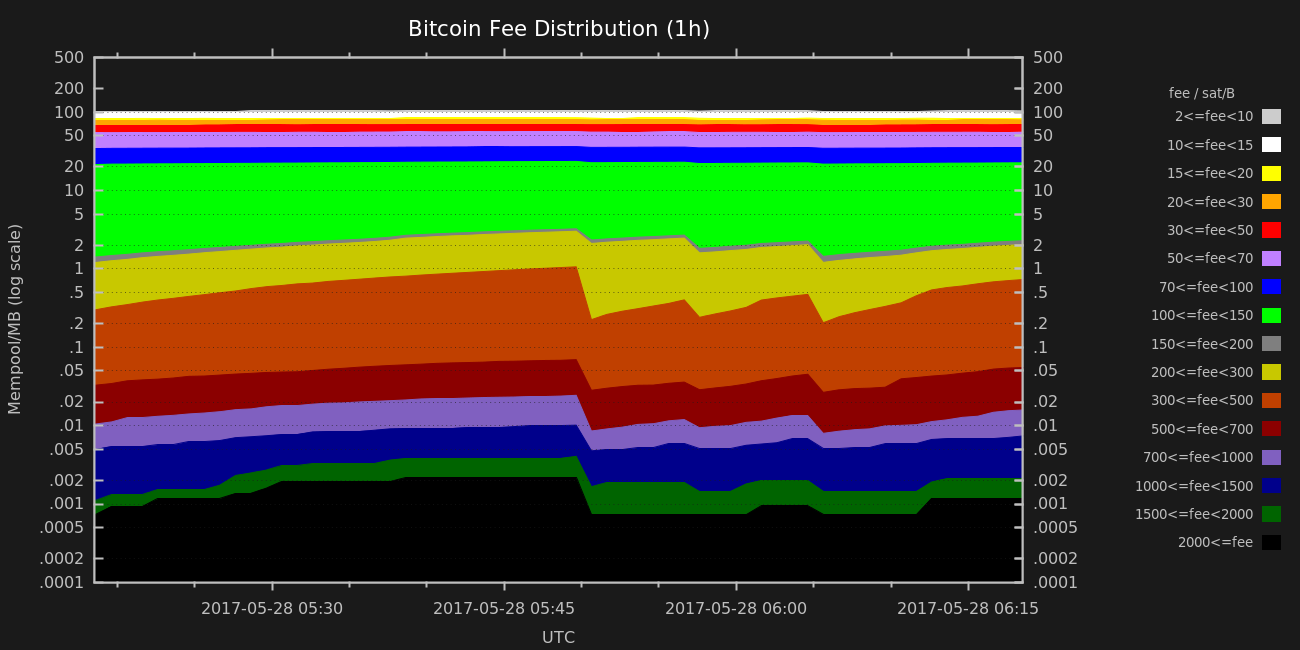 Bitcoin Fee Distribution (1h)
500
200
100
50
20
10
5
2
1
.5
.2
.1
.05
.02
.01
.005
.002
.001
.0005
.0002
.0001
Mempool/MB (log scale)
500
200
100
50
20
10
5
2
1
.5
.2
.1
.05
.02
.01
.005
.002
.001
.0005
.0002
.0001
2017-05-28 05:30
2017-05-28 05:45
2017-05-28 06:00
2017-05-28 06:15
UTC
fee / sat/B
2<=fee<10
10<=fee<15
15<=fee<20
20<=fee<30
30<=fee<50
50<=fee<70
70<=fee<100
100<=fee<150
150<=fee<200
200<=fee<300
300<=fee<500
500<=fee<700
700<=fee<1000
1000<=fee<1500
1500<=fee<2000
2000<=fee